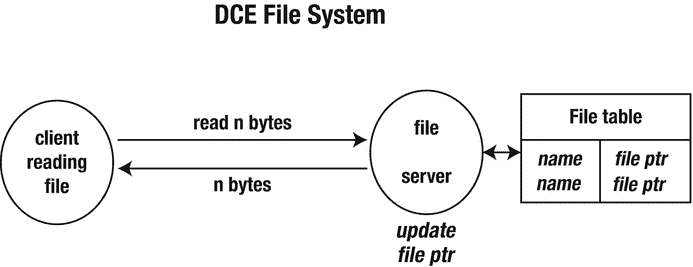 DCE File System
client
reading
file
read n bytes
n bytes
file
server
update
file ptr
File table
name file ptr
name file ptr